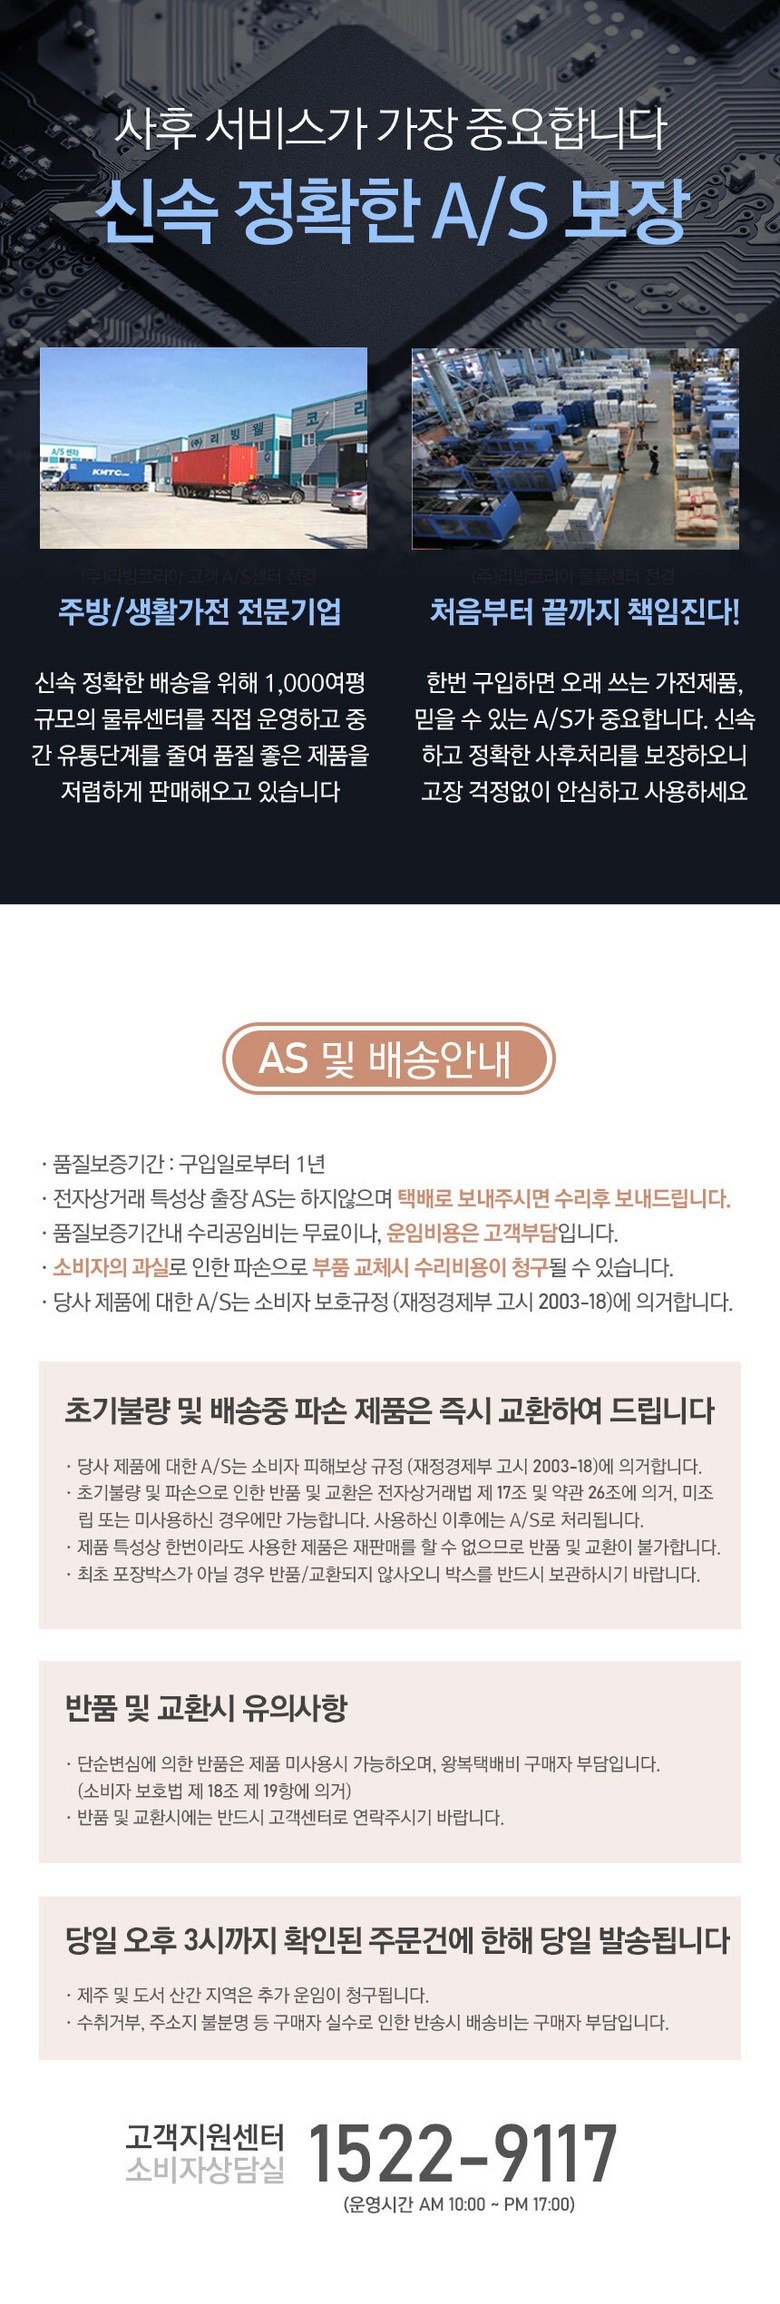 사후 서비스가 가장 중요합니다
신속 정확한 A/S 보장
A/S 센타
KMTC
(주) 리빙웰코리
(주)리빙코리아 고객 A/S센터 전경
(주)리빙코리아 물류센터 전경
주방/생활가전 전문기업
신속 정확한 배송을 위해 1,000여평
규모의 물류센터를 직접 운영하고 중
간 유통단계를 줄여 품질 좋은 제품을
저렴하게 판매해오고 있습니다
처음부터 끝까지 책임진다!
한번 구입하면 오래 쓰는 가전제품,
믿을 수 있는 A/S가 중요합니다. 신속
하고 정확한 사후처리를 보장하오니
고장 걱정없이 안심하고 사용하세요
AS 및 배송안내
· 품질보증기간 : 구입일로부터 1년
· 전자상거래 특성상 출장 AS는 하지않으며 택배로 보내주시면 수리후 보내드립니다.
· 품질보증기간내 수리공임비는 무료이나, 운임비용은 고객부담입니다.
· 소비자의 과실로 인한 파손으로 부품 교체시 수리비용이 청구될 수 있습니다.
· 당사 제품에 대한 A/S는 소비자 보호규정 (재정경제부 고시 2003-18)에 의거합니다.
초기불량 및 배송중 파손 제품은 즉시 교환하여 드립니다
· 당사 제품에 대한 A/S는 소비자 피해보상 규정 (재정경제부 고시 2003-18)에 의거합니다.
· 초기불량 및 파손으로 인한 반품 및 교환은 전자상거래법 제 17조 및 약관 26조에 의거, 미조
립 또는 미사용하신 경우에만 가능합니다. 사용하신 이후에는 A/S로 처리됩니다.
· 제품 특성상 한번이라도 사용한 제품은 재판매를 할 수 없으므로 반품 및 교환이 불가합니다.
· 최초 포장박스가 아닐 경우 반품/교환되지 않사오니 박스를 반드시 보관하시기 바랍니다.
반품 및 교환시 유의사항
· 단순변심에 의한 반품은 제품 미사용시 가능하오며, 왕복택배비 구매자 부담입니다.
(소비자 보호법 제 18조 제 19항에 의거)
· 반품 및 교환시에는 반드시 고객센터로 연락주시기 바랍니다.
당일 오후 3시까지 확인된 주문건에 한해 당일 발송됩니다
· 제주 및 도서 산간 지역은 추가 운임이 청구됩니다.
· 수취거부, 주소지 불분명 등 구매자 실수로 인한 반송시 배송비는 구매자 부담입니다.
고객지원센터
소비자상담실
1522-9117
(운영시간 AM 10:00 ~ PM 17:00)